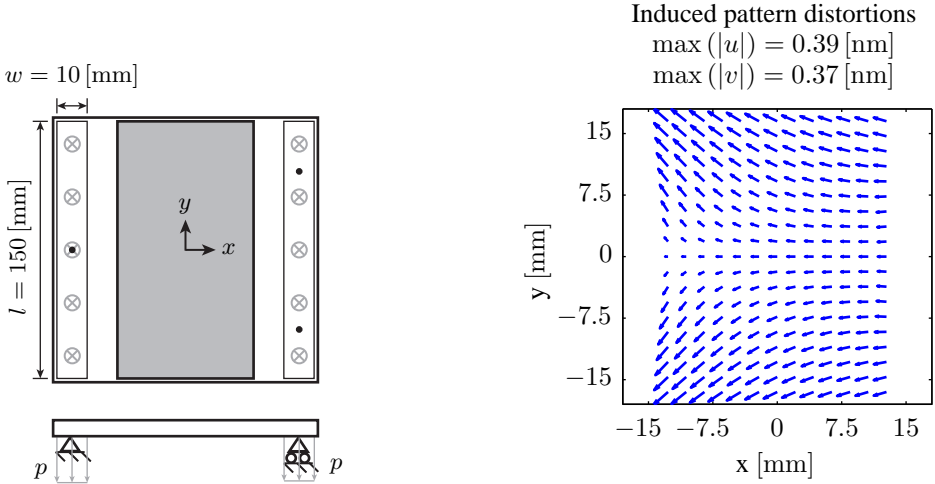 w = 10 [mm]
l = 150 [mm]
y
x
p
p
Induced pattern distortions
max (|u|) = 0.39 [nm]
max (|v|) = 0.37 [nm]
15
7.5
0
−7.5
−15
y [mm]
−15 −7.5 0 7.5 15
x [mm]